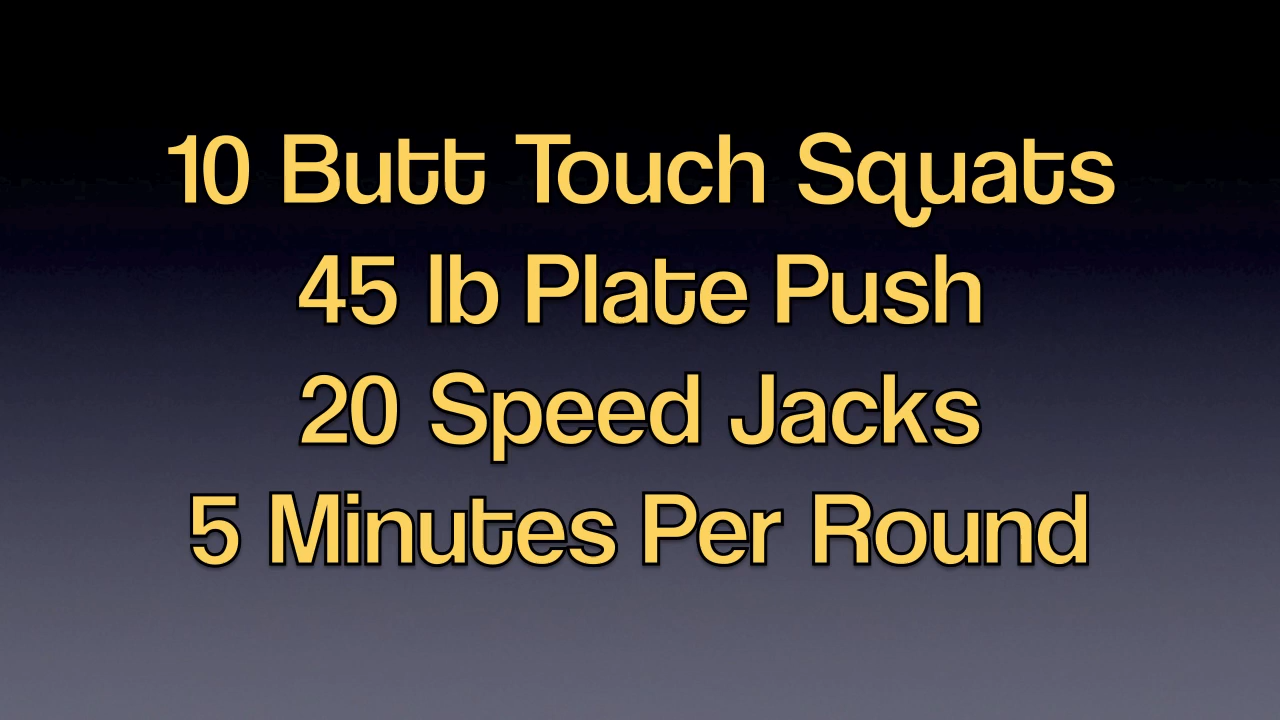 10 Butt Touch Squats
45 lb Plate Push
20 Speed Jacks
5 Minutes Per Round